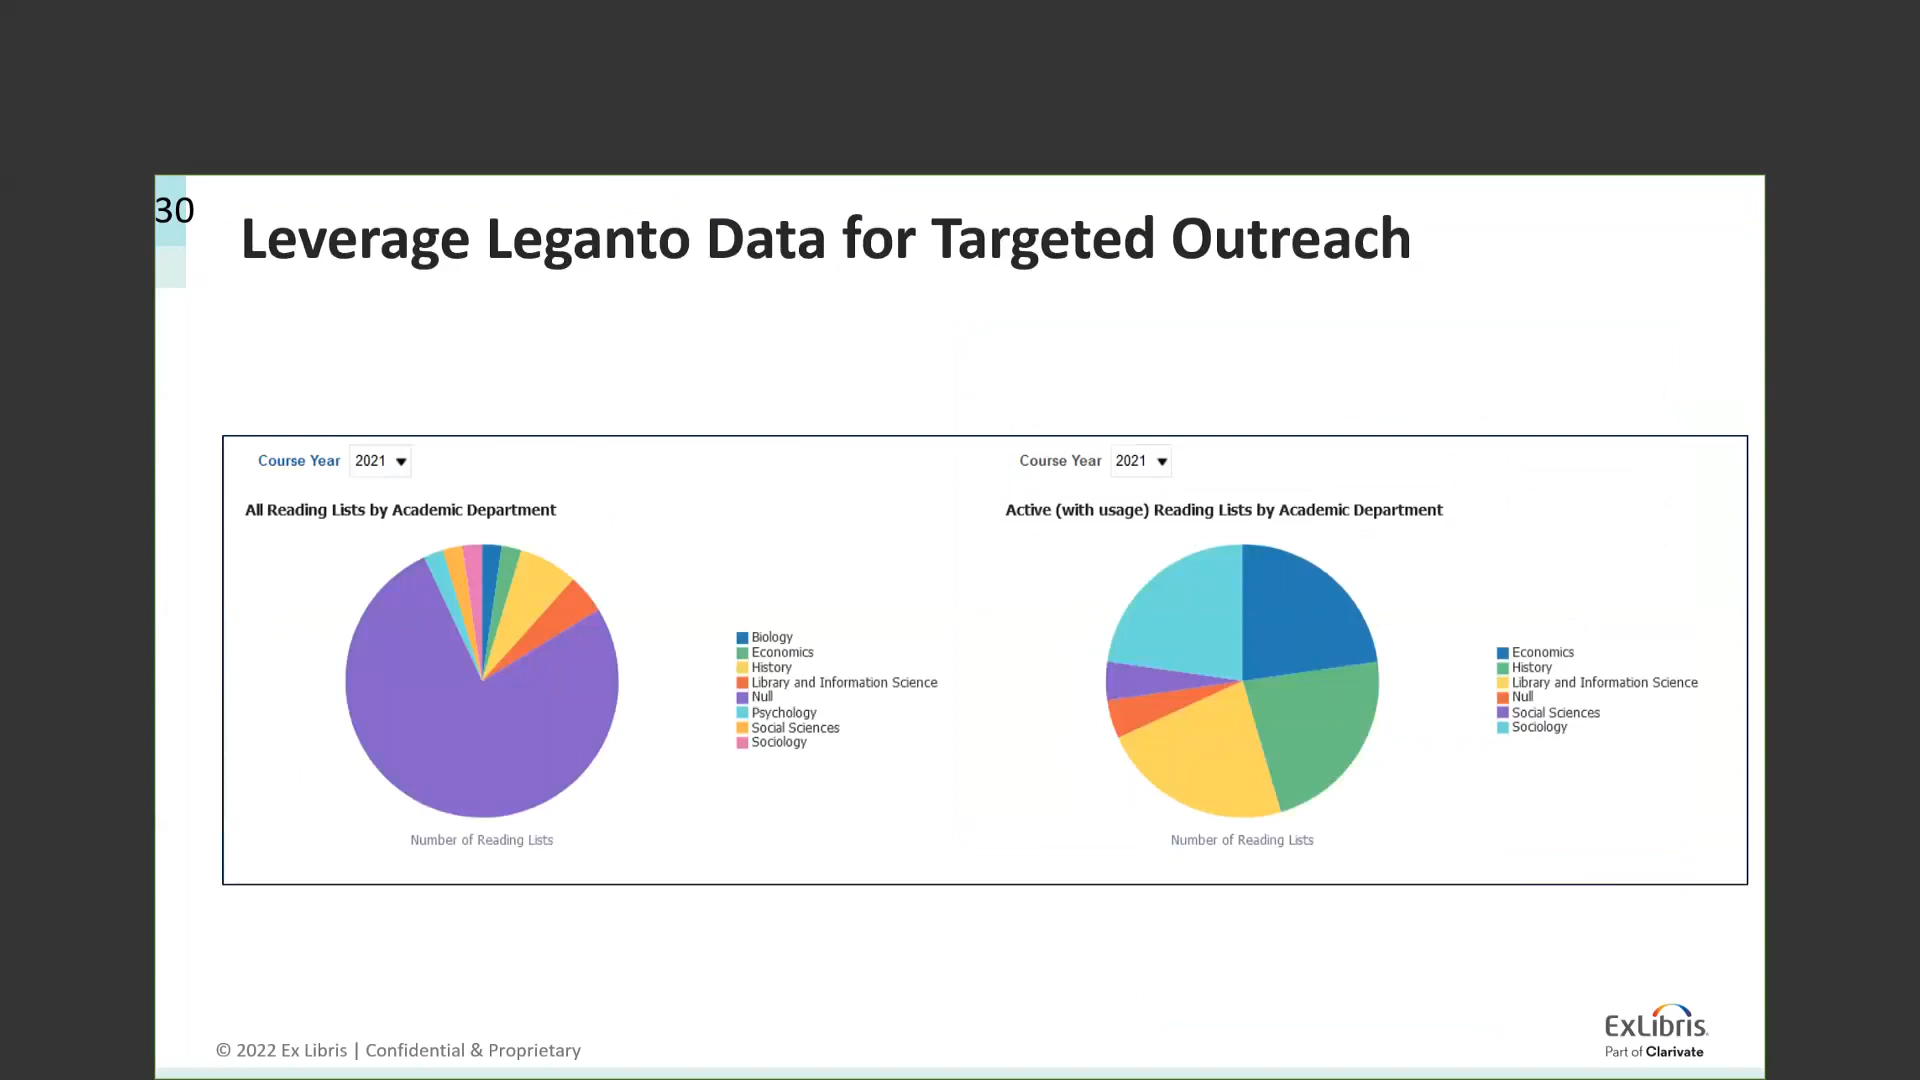 30
Leverage Leganto Data for Targeted Outreach
Course Year 2021
All Reading Lists by Academic Department
Biology
Economics
History
Library and Information Science
Null
Psychology
Social Sciences
Sociology
Number of Reading Lists
Course Year 2021
Active (with usage) Reading Lists by Academic Department
Economics
History
Library and Information Science
Null
Social Sciences
Sociology
Number of Reading Lists
© 2022 Ex Libris | Confidential & Proprietary
ExLibris
Part of Clarivate